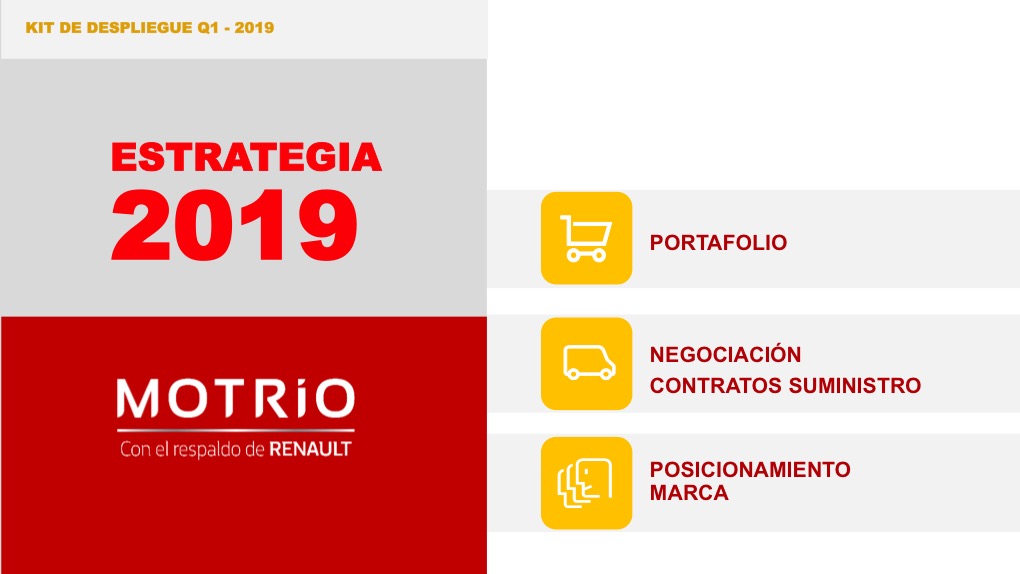 KIT DE DESPLIEGUE Q1 - 2019
ESTRATEGIA
2019
MOTRIO
Con el respaldo de RENAULT
PORTAFOLIO
NEGOCIACIÓN
CONTRATOS SUMINISTRO
POSICIONAMIENTO
MARCA